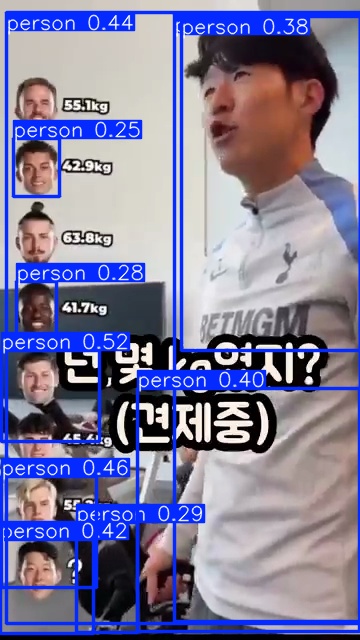 person 0.44
person 0.38
55.1kg
person 0.25
42.9kg
63.8kg
person 0.28
41.7kg
BETMGM
person 0.52
넌 몇 kg였지?
person 0.40
(견제중)
person 0.46
person 0.29
person 0.42
?